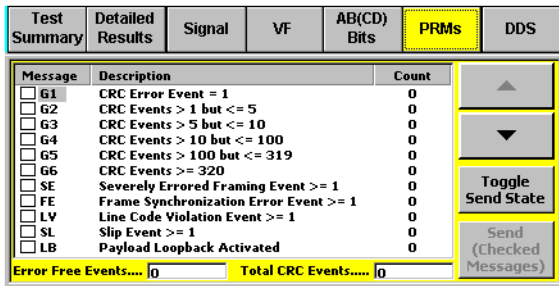 Test Summary
Detailed Results
Signal
VF
AB(CD) Bits
PRMs
DDS
Message Description Count
G1 CRC Error Event = 1 0
G2 CRC Events > 1 but <= 5 0
G3 CRC Events > 5 but <= 10 0
G4 CRC Events > 10 but <= 100 0
G5 CRC Events > 100 but <= 319 0
G6 CRC Events >= 320 0
SE Severely Errored Framing Event >= 1 0
FE Frame Synchronization Error Event >= 1 0
LV Line Code Violation Event >= 1 0
SL Slip Event >= 1 0
LB Payload Loopback Activated 0
Error Free Events.... 0 Total CRC Events..... 0
Toggle
Send State
Send
(Checked
Messages)